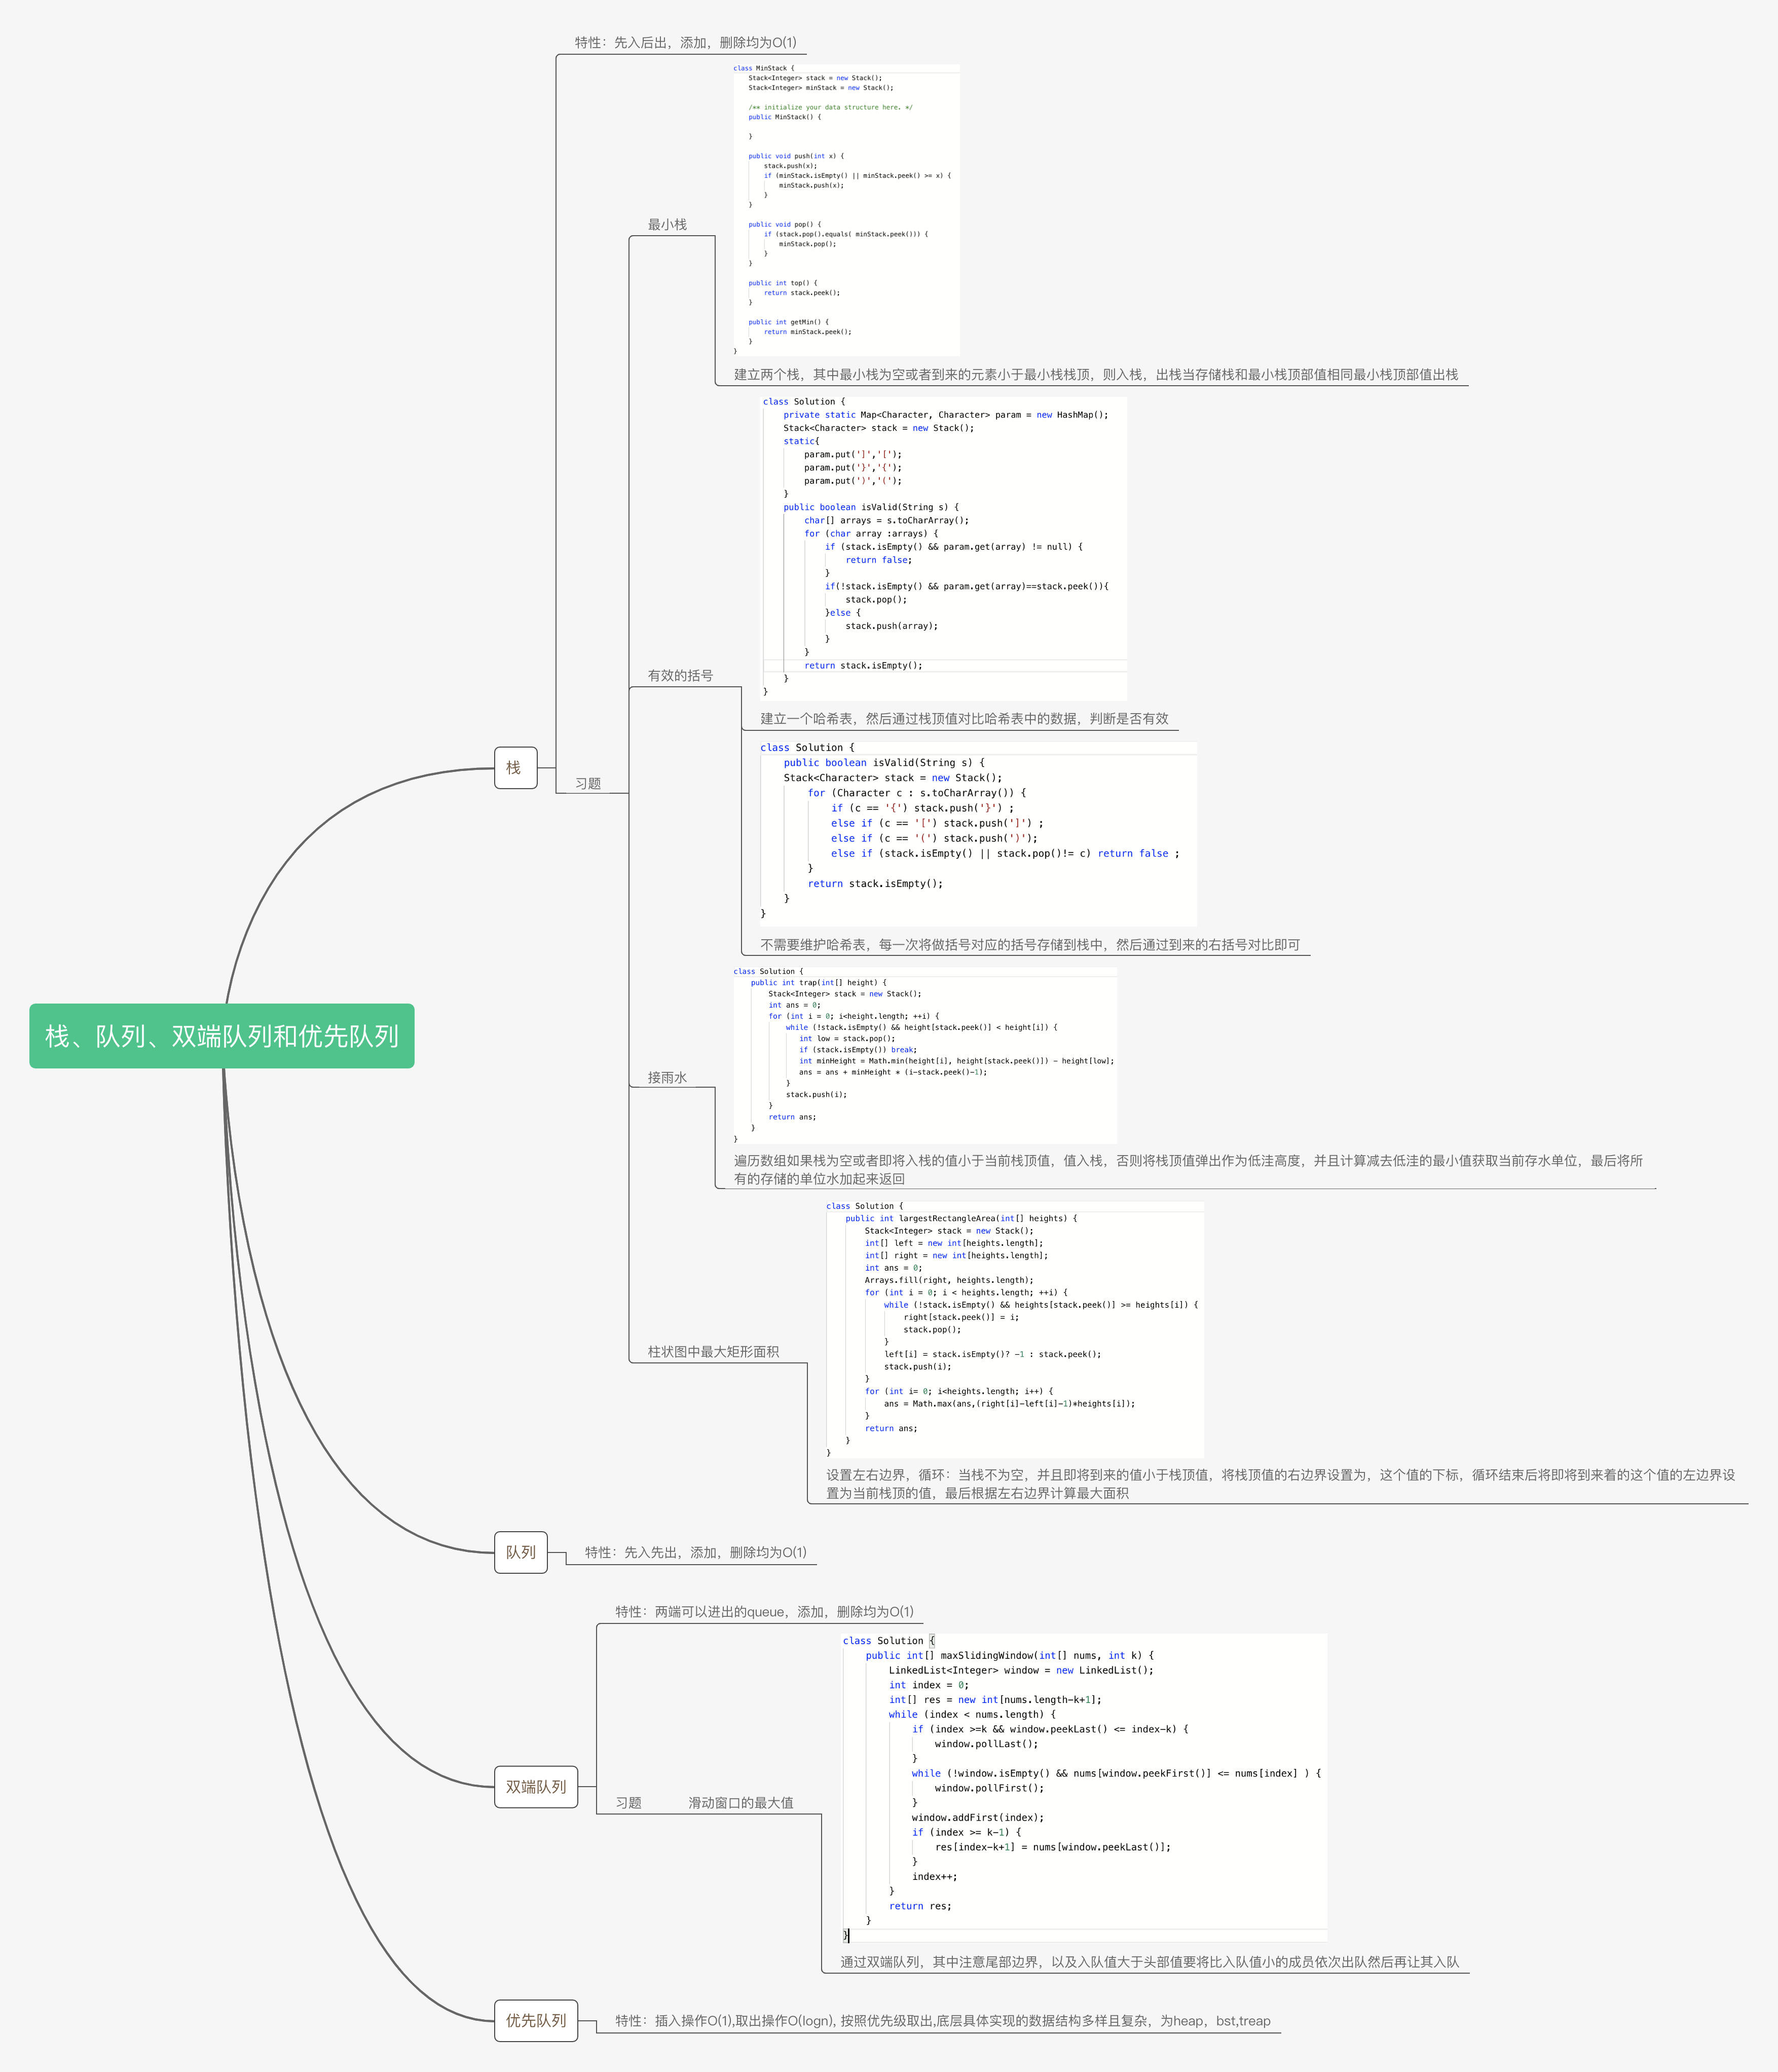 特性：先入后出，添加，删除均为O(1)
class MinStack {
Stack<Integer> stack = new Stack();
Stack<Integer> minStack = new Stack();
/** initialize your data structure here. */
public MinStack() {
}
public void push(int x) {
stack.push(x);
if (minStack.isEmpty() || minStack.peek() >= x) {
minStack.push(x);
}
}
public void pop() {
if (stack.pop().equals( minStack.peek())) {
minStack.pop();
}
}
public int top() {
return stack.peek();
}
public int getMin() {
return minStack.peek();
}
}
最小栈
建立两个栈，其中最小栈为空或者到来的元素小于最小栈栈顶，则入栈，出栈当存储栈和最小栈顶部值相同最小栈顶部值出栈
class Solution {
private static Map<Character, Character> param = new HashMap();
Stack<Character> stack = new Stack();
static{
param.put(']','[');
param.put('}','{');
param.put(')','(');
}
public boolean isValid(String s) {
char[] arrays = s.toCharArray();
for (char array :arrays) {
if (stack.isEmpty() && param.get(array) != null) {
return false;
}
if(!stack.isEmpty() && param.get(array)==stack.peek()){
stack.pop();
}else {
stack.push(array);
}
}
return stack.isEmpty();
}
}
有效的括号
建立一个哈希表，然后通过栈顶值对比哈希表中的数据，判断是否有效
class Solution {
public boolean isValid(String s) {
Stack<Character> stack = new Stack();
for (Character c : s.toCharArray()) {
if (c == '{') stack.push('}') ;
else if (c == '[') stack.push(']') ;
else if (c == '(') stack.push(')');
else if (stack.isEmpty() || stack.pop()!= c) return false ;
}
return stack.isEmpty();
}
}
栈
习题
不需要维护哈希表，每一次将做括号对应的括号存储到栈中，然后通过到来的右括号对比即可
class Solution {
public int trap(int[] height) {
Stack<Integer> stack = new Stack();
int ans = 0;
for (int i = 0; i<height.length; ++i) {
while (!stack.isEmpty() && height[stack.peek()] < height[i]) {
int low = stack.pop();
if (stack.isEmpty()) break;
int minHeight = Math.min(height[i], height[stack.peek()]) - height[low];
ans = ans + minHeight * (i-stack.peek()-1);
}
stack.push(i);
}
return ans;
}
}
栈、队列、双端队列和优先队列
接雨水
遍历数组如果栈为空或者即将入栈的值小于当前栈顶值，值入栈，否则将栈顶值弹出作为低洼高度，并且计算减去低洼的最小值获取当前存水单位，最后将所
有的存储的单位水加起来返回
class Solution {
public int largestRectangleArea(int[] heights) {
Stack<Integer> stack = new Stack();
int[] left = new int[heights.length];
int[] right = new int[heights.length];
int ans = 0;
Arrays.fill(right, heights.length);
for (int i = 0; i < heights.length; ++i) {
while (!stack.isEmpty() && heights[stack.peek()] >= heights[i]) {
right[stack.peek()] = i;
stack.pop();
}
left[i] = stack.isEmpty()? -1 : stack.peek();
stack.push(i);
}
for (int i= 0; i<heights.length; i++) {
ans = Math.max(ans,(right[i]-left[i]-1)*heights[i]);
}
return ans;
}
}
柱状图中最大矩形面积
设置左右边界，循环：当栈不为空，并且即将到来的值小于栈顶值，将栈顶值的右边界设置为，这个值的下标，循环结束后将即将到来着的这个值的左边界设
置为当前栈顶的值，最后根据左右边界计算最大面积
队列
特性：先入先出，添加，删除均为O(1)
特性：两端可以进出的queue，添加，删除均为O(1)
class Solution {
public int[] maxSlidingWindow(int[] nums, int k) {
LinkedList<Integer> window = new LinkedList();
int index = 0;
int[] res = new int[nums.length-k+1];
while (index < nums.length) {
if (index >=k && window.peekLast() <= index-k) {
window.pollLast();
}
while (!window.isEmpty() && nums[window.peekFirst()] <= nums[index] ) {
window.pollFirst();
}
window.addFirst(index);
if (index >= k-1) {
res[index-k+1] = nums[window.peekLast()];
}
index++;
}
return res;
}
}
双端队列
习题
滑动窗口的最大值
通过双端队列，其中注意尾部边界，以及入队值大于头部值要将比入队值小的成员依次出队然后再让其入队
优先队列
特性：插入操作O(1),取出操作O(logn), 按照优先级取出,底层具体实现的数据结构多样且复杂，为heap，bst,treap